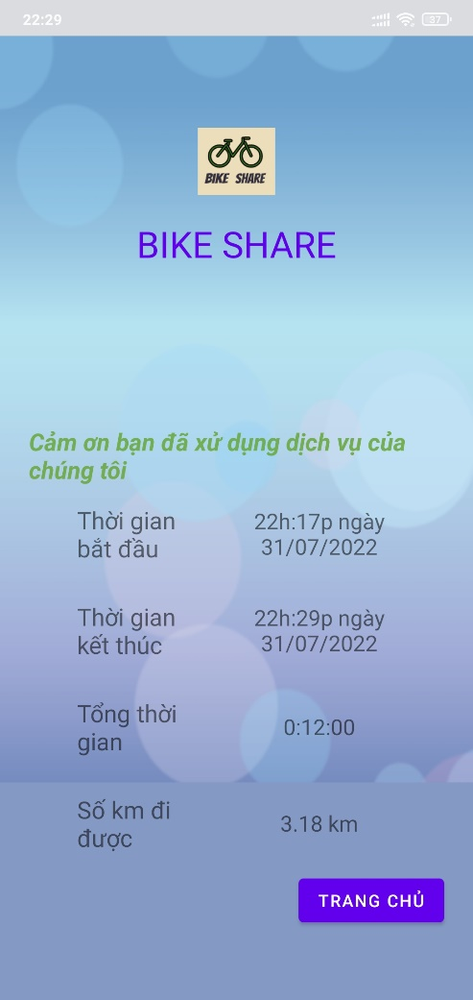 22:29
37
BIKE SHARE
BIKE SHARE
Cảm ơn bạn đã xử dụng dịch vụ của
chúng tôi
Thời gian
bắt đầu
22h:17p ngày
31/07/2022
Thời gian
kết thúc
22h:29p ngày
31/07/2022
Tổng thời
gian
0:12:00
Số km đi
được
3.18 km
TRANG CHỦ